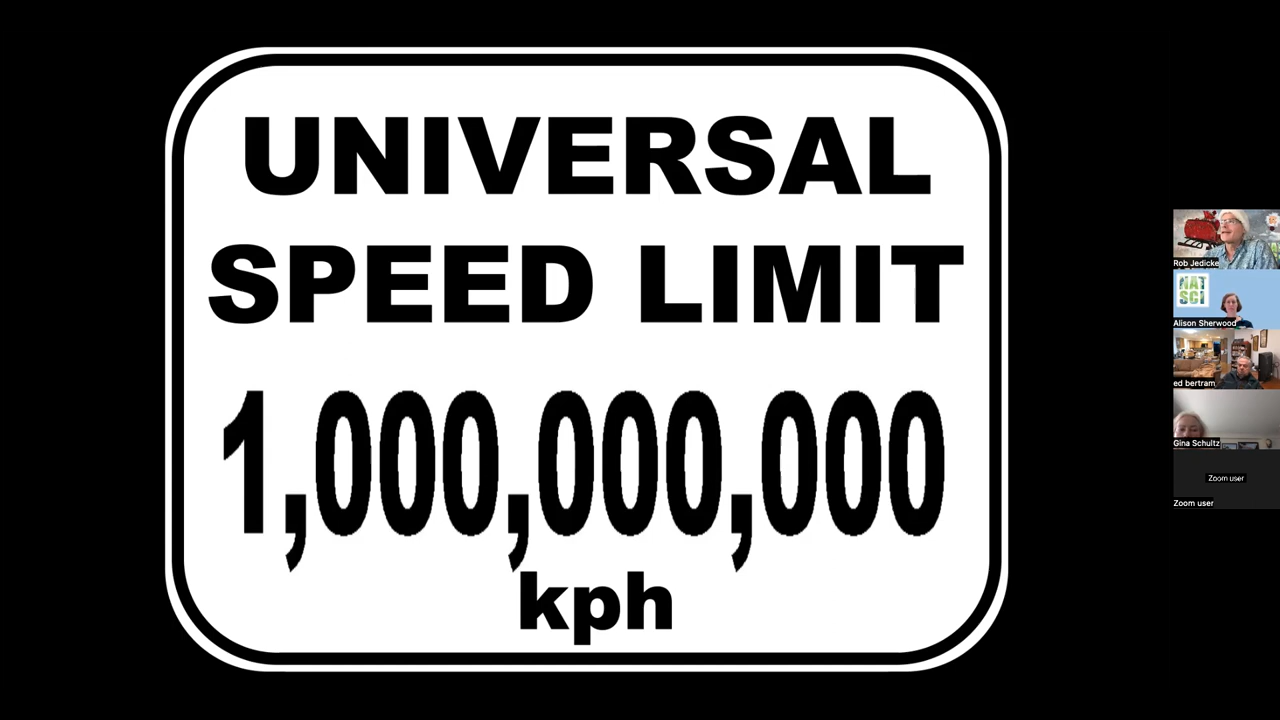 UNIVERSAL
SPEED LIMIT
1,000,000,000
kph
Rob Jedicke
NAT
SCI
Alison Sherwood
ed bertram
Gina Schultz
Zoom user
Zoom user